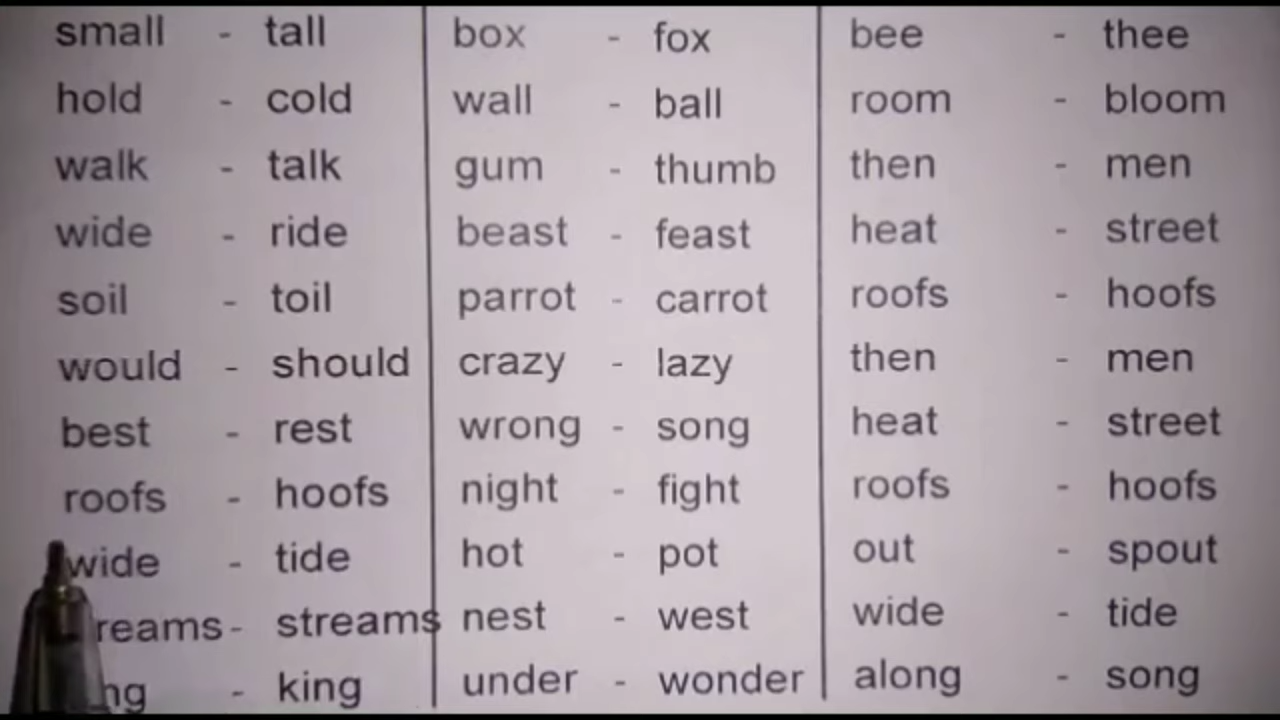 small - tall
hold - cold
walk - talk
wide - ride
soil - toil
would - should
best - rest
roofs - hoofs
wide - tide
reams - streams
ng - king
box - fox
wall - ball
gum - thumb
beast - feast
parrot - carrot
crazy - lazy
wrong - song
night - fight
hot - pot
nest - west
under - wonder
bee - thee
room - bloom
then - men
heat - street
roofs - hoofs
then - men
heat - street
roofs - hoofs
out - spout
wide - tide
along - song